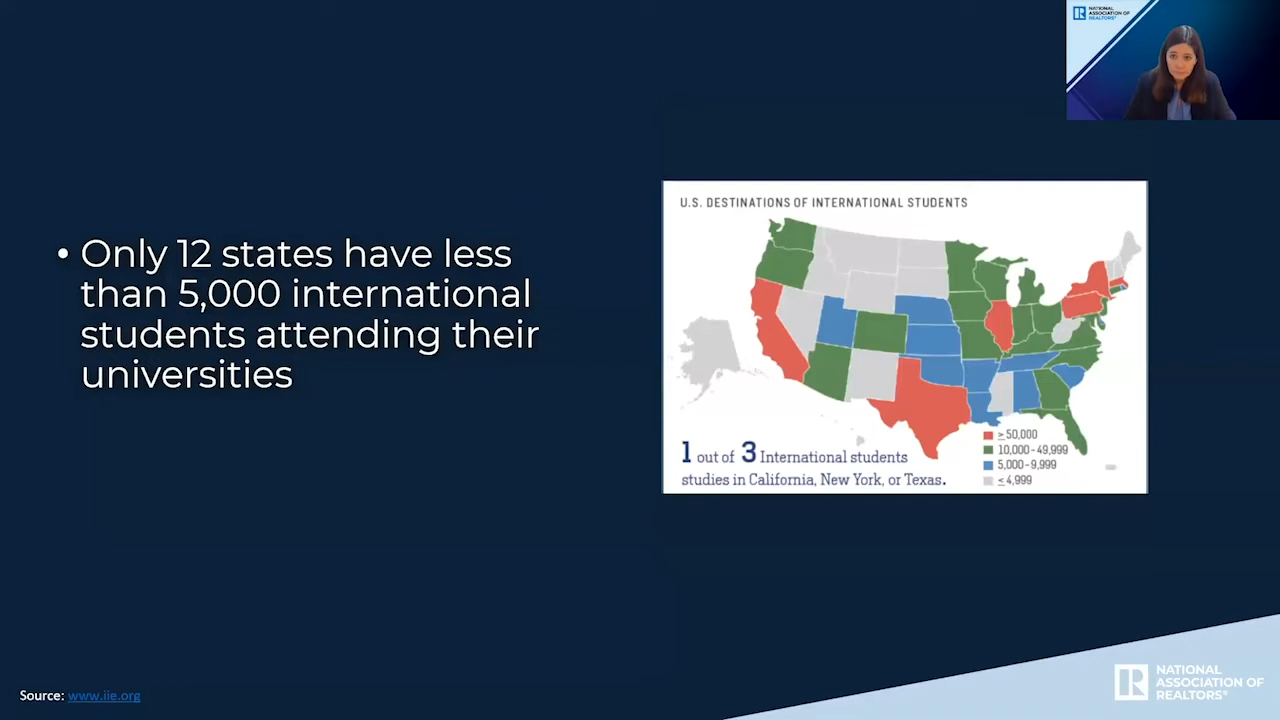 NATIONAL
ASSOCIATION OF
REALTORS®
• Only 12 states have less
than 5,000 international
students attending their
universities
U.S. DESTINATIONS OF INTERNATIONAL STUDENTS
1 out of 3 International students
studies in California, New York, or Texas.
≥ 50,000
10,000-49,999
5,000-9,999
≤ 4,999
Source: www.iie.org
NATIONAL
ASSOCIATION OF
REALTORS®